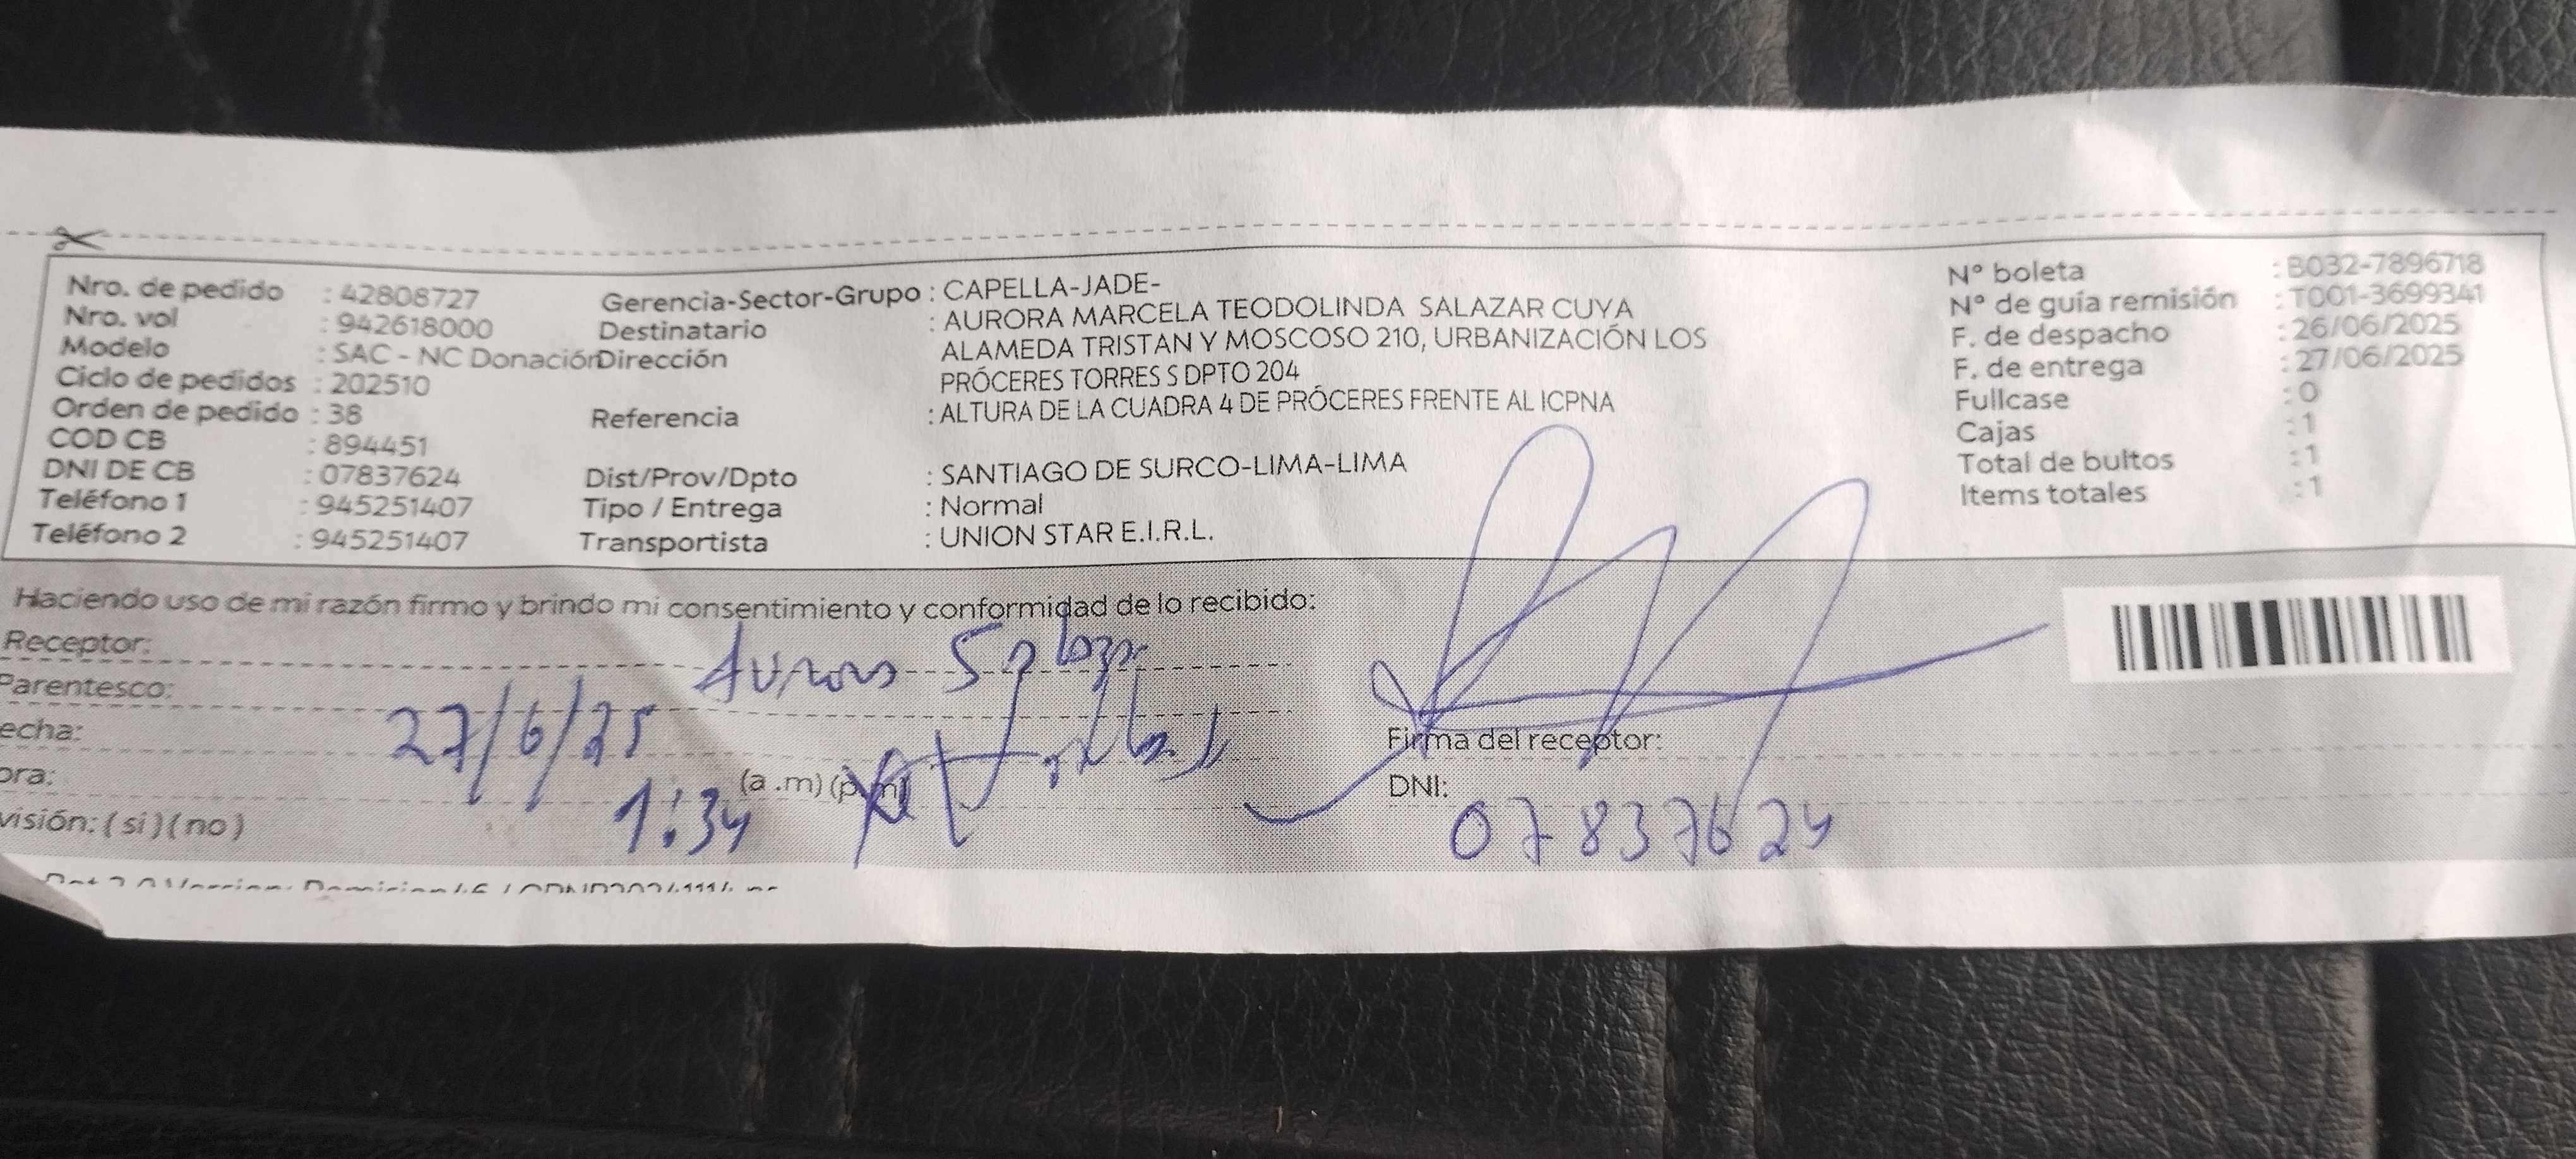 Nro. de pedido : 42808727
Nro. vol : 942618000
Modelo : SAC - NC Donación
Ciclo de pedidos : 202510
Orden de pedido : 38
COD CB : 894451
DNI DE CB : 07837624
Teléfono 1 : 945251407
Teléfono 2 : 945251407
Gerencia-Sector-Grupo : CAPELLA-JADE-
Destinatario : AURORA MARCELA TEODOLINDA SALAZAR CUYA
Dirección ALAMEDA TRISTAN Y MOSCOSO 210, URBANIZACIÓN LOS
PRÓCERES TORRES S DPTO 204
Referencia : ALTURA DE LA CUADRA 4 DE PRÓCERES FRENTE AL ICPNA
Dist/Prov/Dpto : SANTIAGO DE SURCO-LIMA-LIMA
Tipo / Entrega : Normal
Transportista : UNION STAR E.I.R.L.
N° boleta : B032-7896718
N° de guía remisión : T001-3699341
F. de despacho : 26/06/2025
F. de entrega : 27/06/2025
Fullcase : 0
Cajas : 1
Total de bultos : 1
Items totales : 1
Haciendo uso de mi razón firmo y brindo mi consentimiento y conformidad de lo recibido:
Receptor: Aurora
Parentesco:
echa: 27/6/25
ora: 1:34 (a.m) (p.m)
visión: ( si ) ( no )
Firma del receptor:
DNI: 07837624